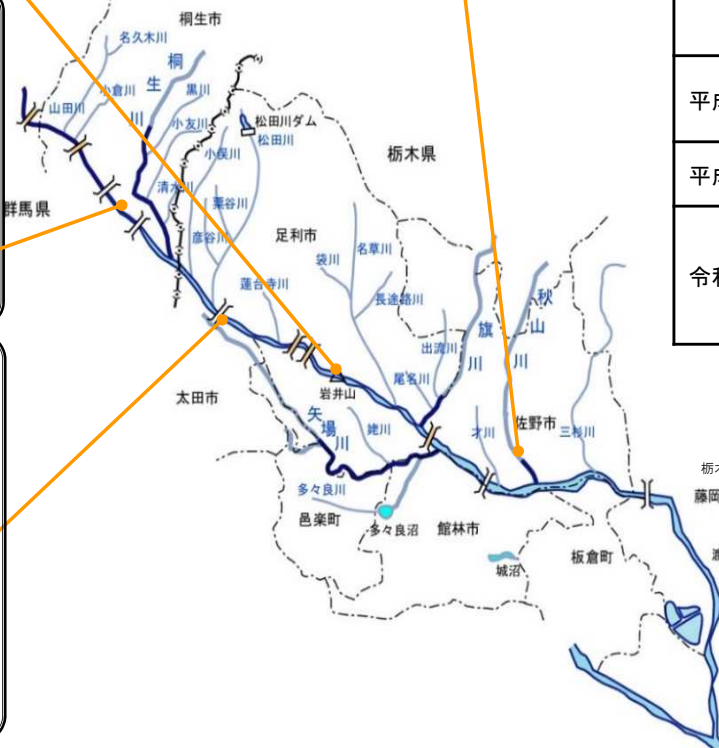 桐生市
名久木川
桐
生
川
小倉川
黒川
山田川
小友川
松田川ダム
松田川
小俣川
栃木県
清水川
粟谷川
群馬県
彦谷川
足利市
袋川
名草川
蓮台寺川
長途路川
秋
山
川
旗
川
出流川
尾名川
岩井山
太田市
矢
場
川
姥川
才川
佐野市
三杉川
多々良川
邑楽町
多々良沼
館林市
城沼
板倉町
栃木
藤岡
平成
平成
令和